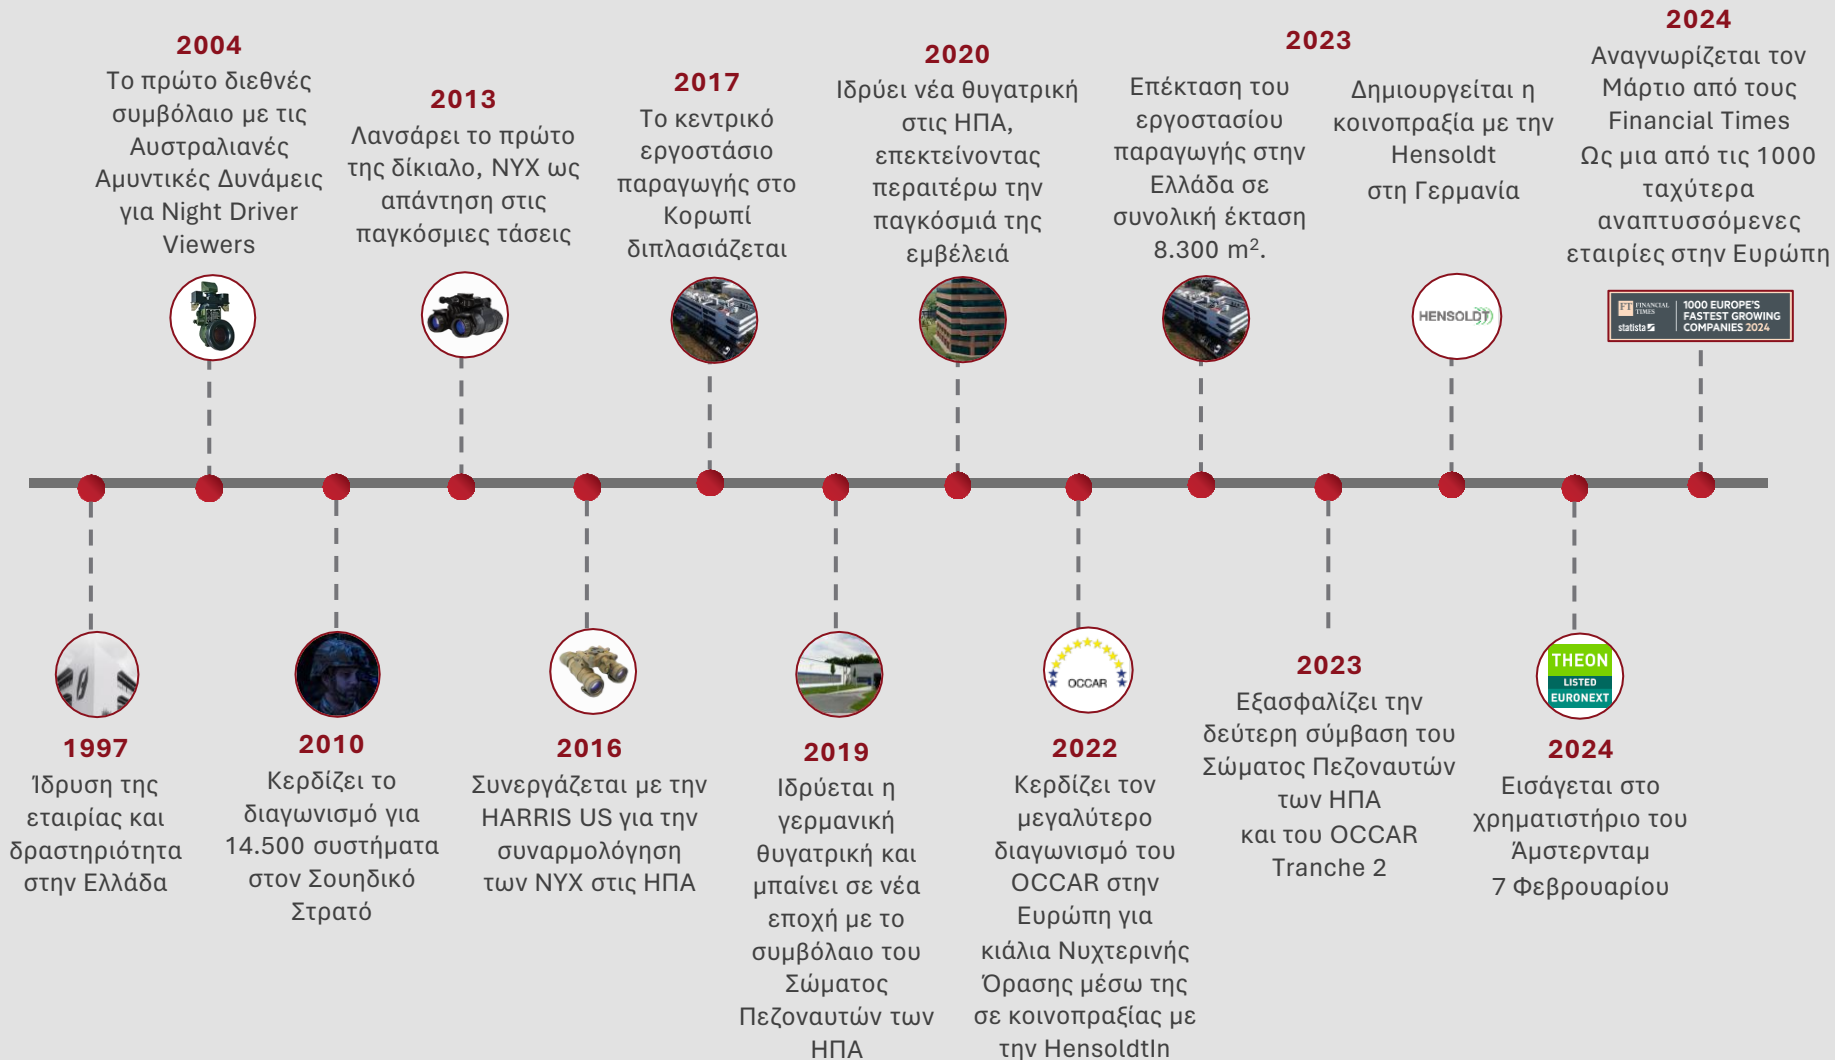 2004
Το πρώτο διεθνές
συμβόλαιο με τις
Αυστραλιανές
Αμυντικές Δυνάμεις
για Night Driver
Viewers
2013
Λανσάρει το πρώτο
της δίκιαλο, NYX ως
απάντηση στις
παγκόσμιες τάσεις
2017
Το κεντρικό
εργοστάσιο
παραγωγής στο
Κορωπί
διπλασιάζεται
2020
Ιδρύει νέα θυγατρική
στις ΗΠΑ,
επεκτείνοντας
περαιτέρω την
παγκόσμιά της
εμβέλειά
2023
Επέκταση του
εργοστασίου
παραγωγής στην
Ελλάδα σε
συνολική έκταση
8.300 m².
Δημιουργείται η
κοινοπραξία με την
Hensoldt
στη Γερμανία
HENSOLDT
2024
Αναγνωρίζεται τον
Μάρτιο από τους
Financial Times
Ως μια από τις 1000
ταχύτερα
αναπτυσσόμενες
εταιρίες στην Ευρώπη
FT FINANCIAL
TIMES
statista
1000 EUROPE'S
FASTEST GROWING
COMPANIES 2024
1997
Ίδρυση της
εταιρίας και
δραστηριότητα
στην Ελλάδα
2010
Κερδίζει το
διαγωνισμό για
14.500 συστήματα
στον Σουηδικό
Στρατό
2016
Συνεργάζεται με την
HARRIS US για την
συναρμολόγηση
των NYX στις ΗΠΑ
2019
Ιδρύεται η
γερμανική
θυγατρική και
μπαίνει σε νέα
εποχή με το
συμβόλαιο του
Σώματος
Πεζοναυτών των
ΗΠΑ
OCCAR
2022
Κερδίζει τον
μεγαλύτερο
διαγωνισμό του
OCCAR στην
Ευρώπη για
κιάλια Νυχτερινής
Όρασης μέσω της
σε κοινοπραξίας με
την HensoldtIn
2023
Εξασφαλίζει την
δεύτερη σύμβαση του
Σώματος Πεζοναυτών
των ΗΠΑ
και του OCCAR
Tranche 2
THEON
LISTED
EURONEXT
2024
Εισάγεται στο
χρηματιστήριο του
Άμστερνταμ
7 Φεβρουαρίου